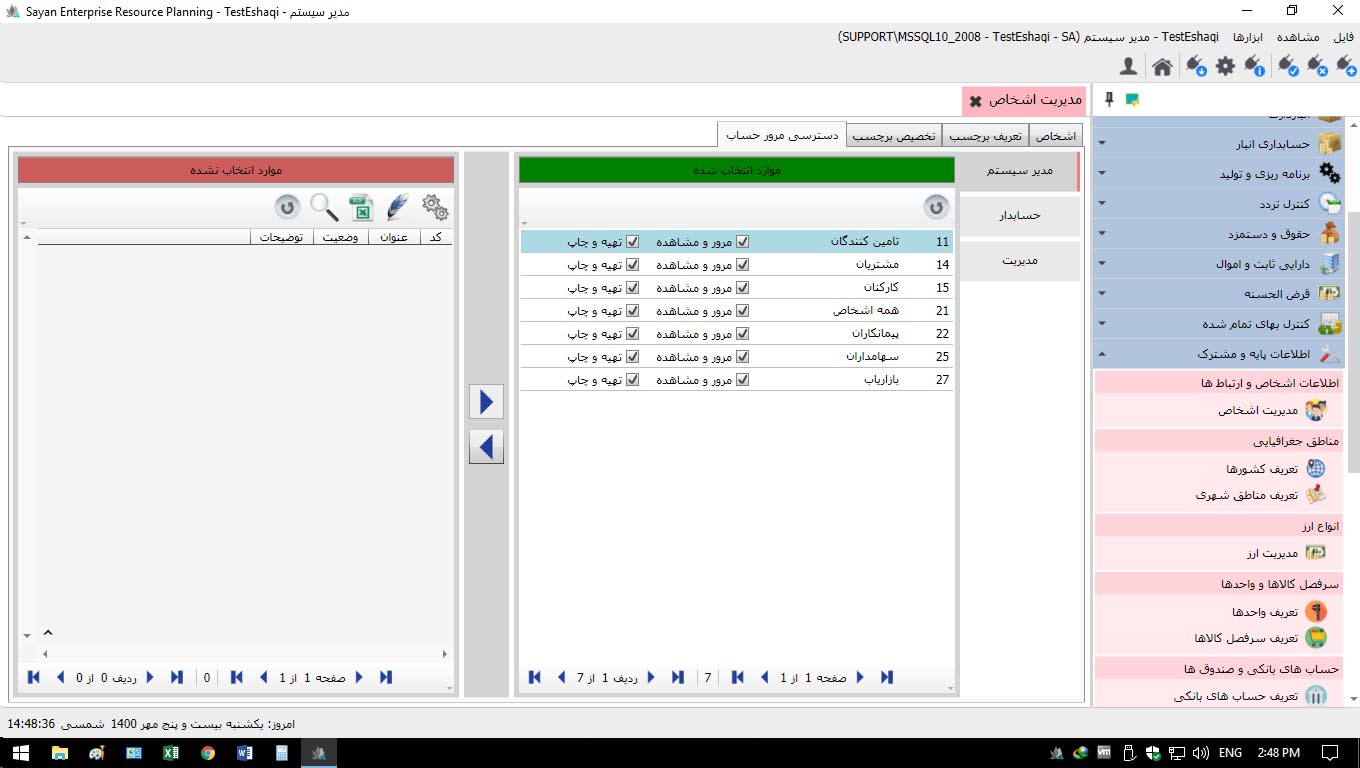 Sayan Enterprise Resource Planning - TestEshaqi - مدیر سیستم
فایل مشاهده ابزارها TestEshaqi - مدیر سیستم (SUPPORT\MSSQL10_2008 - TestEshaqi - SA)
مدیریت اشخاص
اشخاص
تعریف برچسب
تخصیص برچسب
دسترسی مرور حساب
حسابداری انبار
برنامه ریزی و تولید
کنترل تردد
حقوق و دستمزد
دارایی ثابت و اموال
قرض الحسنه
کنترل بهای تمام شده
اطلاعات پایه و مشترک
اطلاعات اشخاص و ارتباط ها
مدیریت اشخاص
مناطق جغرافیایی
تعریف کشورها
تعریف مناطق شهری
انواع ارز
مدیریت ارز
سرفصل کالاها و واحدها
تعریف واحدها
تعریف سرفصل کالاها
حساب های بانکی و صندوق ها
تعریف حساب های بانکی
مدیر سیستم
حسابدار
مدیریت
موارد انتخاب شده
11 تامین کنندگان مرور و مشاهده تهیه و چاپ
14 مشتریان مرور و مشاهده تهیه و چاپ
15 کارکنان مرور و مشاهده تهیه و چاپ
21 همه اشخاص مرور و مشاهده تهیه و چاپ
22 پیمانکاران مرور و مشاهده تهیه و چاپ
25 سهامداران مرور و مشاهده تهیه و چاپ
27 بازاریاب مرور و مشاهده تهیه و چاپ
صفحه 1 از 1 7 ردیف 1 از 7
موارد انتخاب نشده
کد عنوان وضعیت توضیحات
صفحه 1 از 1 0 ردیف 0 از 0
امروز: یکشنبه بیست و پنج مهر 1400 شمسی 14:48:36
ENG 2:48 PM